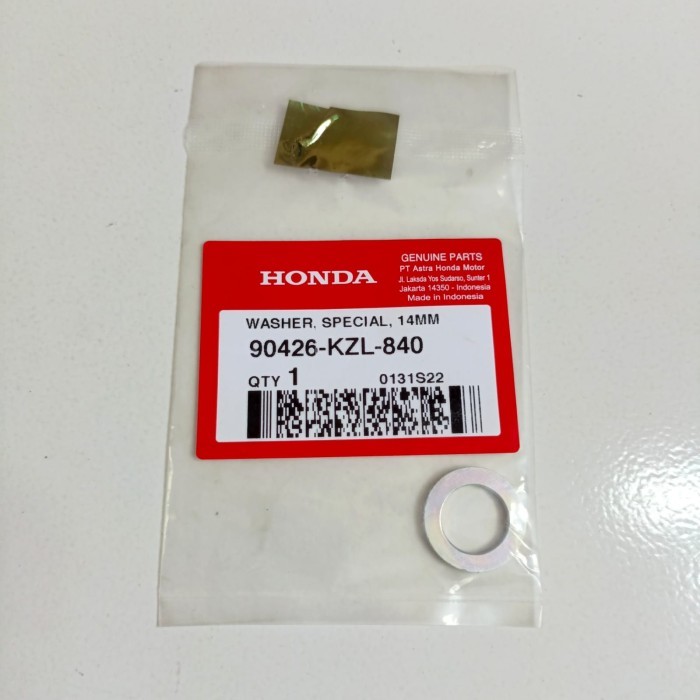 HONDA
GENUINE PARTS
PT Astra Honda Motor
Jl. Laksda Yos Sudarso, Sunter 1
Jakarta 14350 - Indonesia
Made in Indonesia
WASHER, SPECIAL, 14MM
90426-KZL-840
QTY 1 0131S22